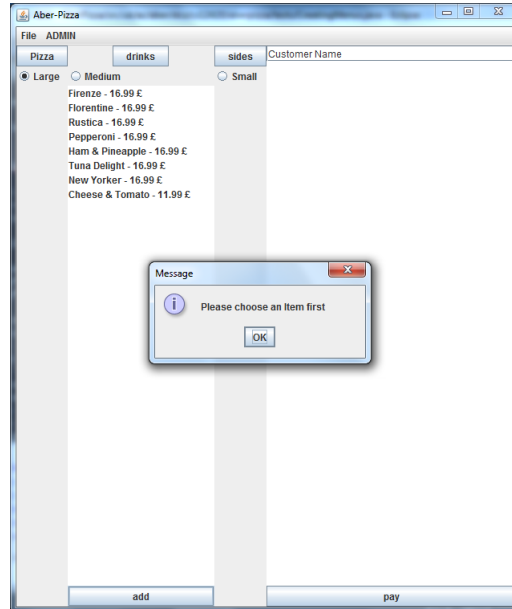 Aber-Pizza
File ADMIN
Pizza drinks sides Customer Name
Large Medium Small
Firenze - 16.99 £
Florentine - 16.99 £
Rustica - 16.99 £
Pepperoni - 16.99 £
Ham & Pineapple - 16.99 £
Tuna Delight - 16.99 £
New Yorker - 16.99 £
Cheese & Tomato - 11.99 £
Message
Please choose an Item first
OK
add pay